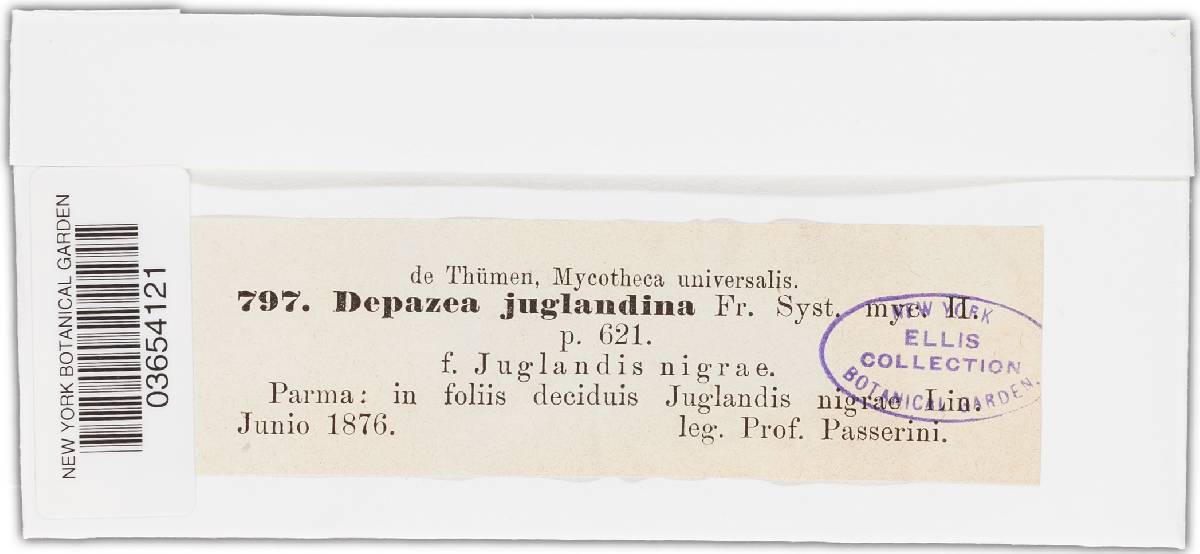 NEW YORK BOTANICAL GARDEN
03654121
de Thümen, Mycotheca universalis.
797. Depazea juglandina Fr. Syst. myc. II.
p. 621.
f. Juglandis nigrae.
Parma: in foliis deciduis Juglandis nigrae Lin.
Junio 1876. leg. Prof. Passerini.
NEW YORK
ELLIS
COLLECTION
BOTANICAL GARDEN.